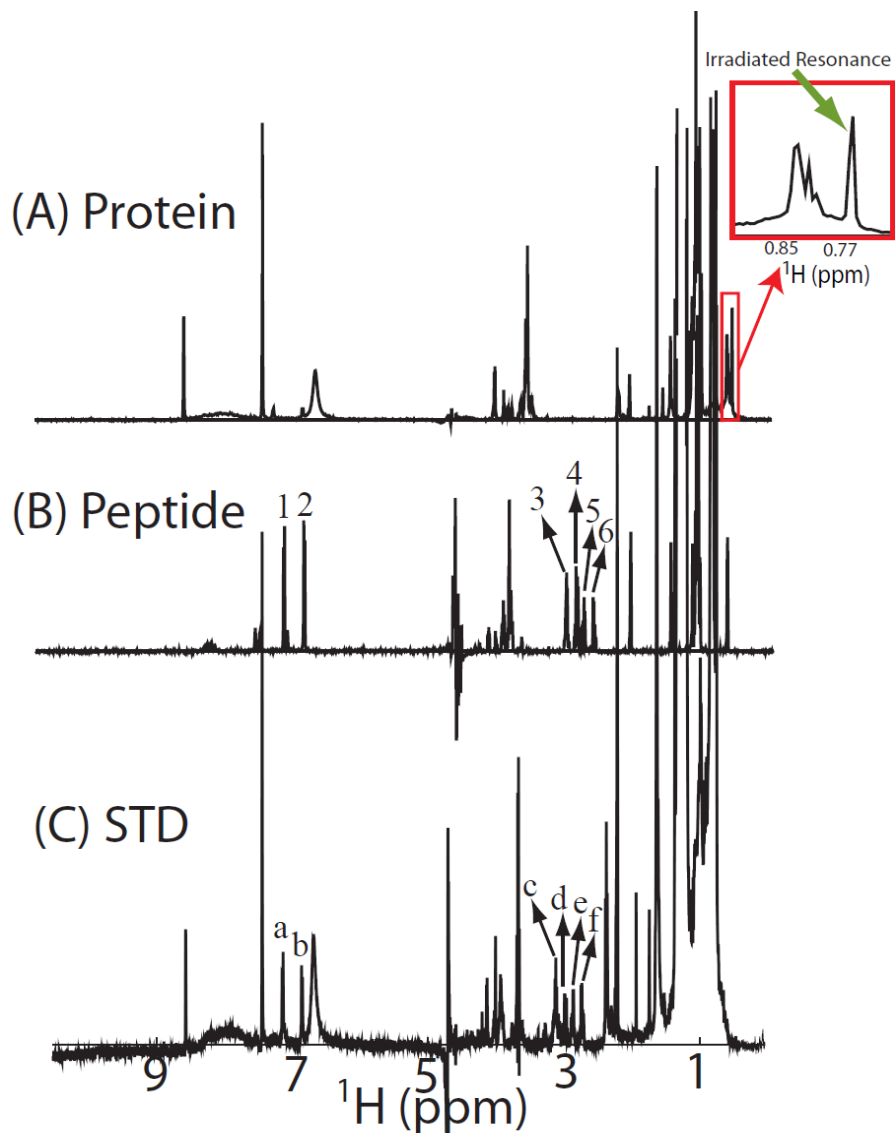 Irradiated Resonance
0.85 0.77
¹H (ppm)
(A) Protein
(B) Peptide
1 2
3
4
5
6
(C) STD
a
b
c
d
e
f
9 7 5 3 1
¹H (ppm)